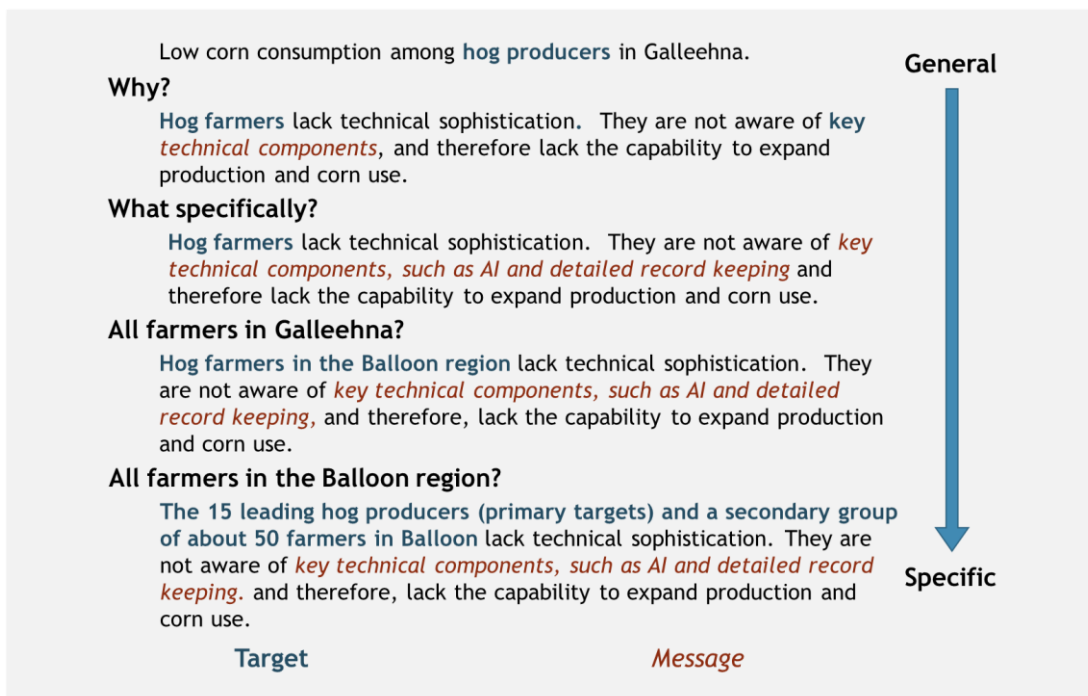 Low corn consumption among hog producers in Galleehna.
General
Why?
Hog farmers lack technical sophistication. They are not aware of key
technical components, and therefore lack the capability to expand
production and corn use.
What specifically?
Hog farmers lack technical sophistication. They are not aware of key
technical components, such as AI and detailed record keeping and
therefore lack the capability to expand production and corn use.
All farmers in Galleehna?
Hog farmers in the Balloon region lack technical sophistication. They
are not aware of key technical components, such as AI and detailed
record keeping, and therefore, lack the capability to expand production
and corn use.
All farmers in the Balloon region?
The 15 leading hog producers (primary targets) and a secondary group
of about 50 farmers in Balloon lack technical sophistication. They are
not aware of key technical components, such as AI and detailed record
keeping. and therefore, lack the capability to expand production and
corn use.
Specific
Target
Message